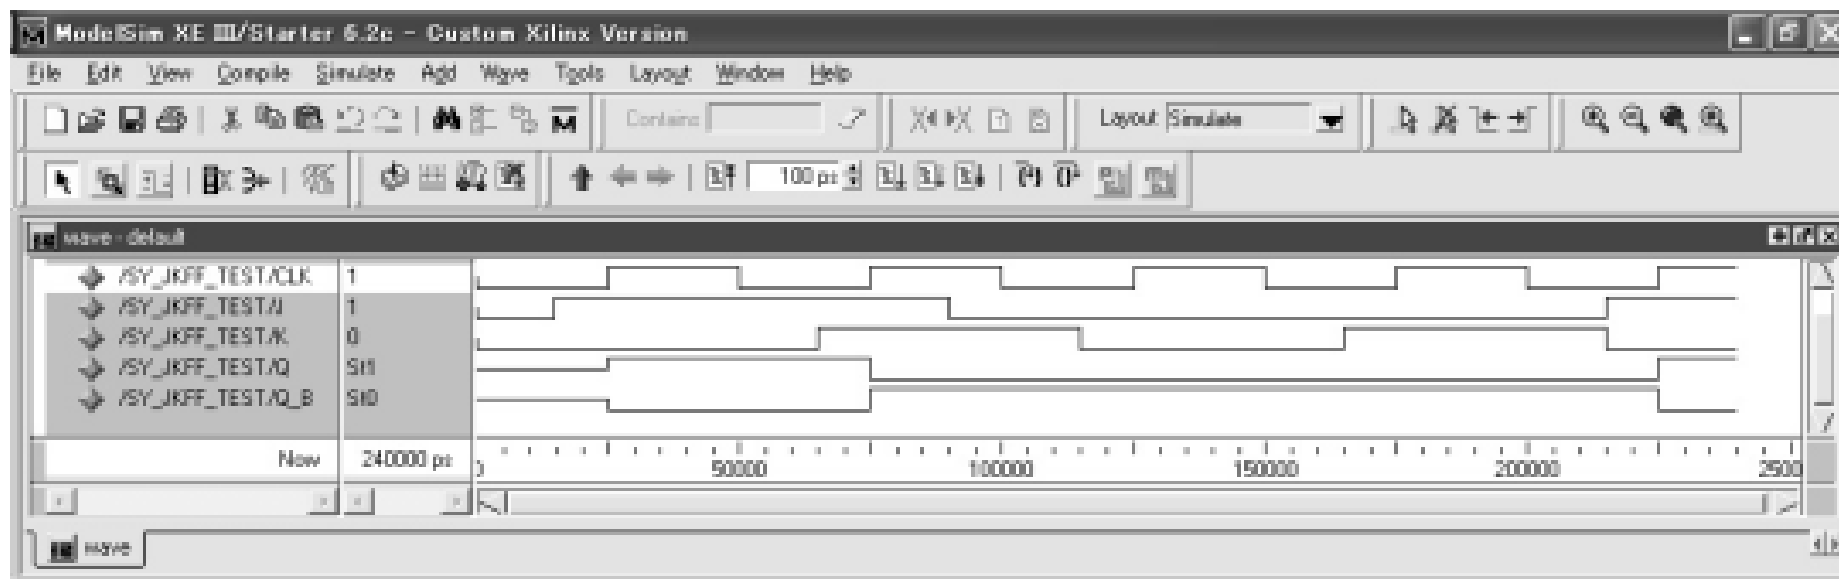 ModelSim XE III/Starter 6.2c - Custom Xilinx Version
File Edit View Compile Simulate Add Wave Tools Layout Window Help
Contains Layout Simulate
100 ps
wave - default
/SY_JKFF_TEST/CLK 1
/SY_JKFF_TEST/J 1
/SY_JKFF_TEST/K 0
/SY_JKFF_TEST/Q St1
/SY_JKFF_TEST/Q_B St0
Now 240000 ps 50000 100000 150000 200000 2500
wave